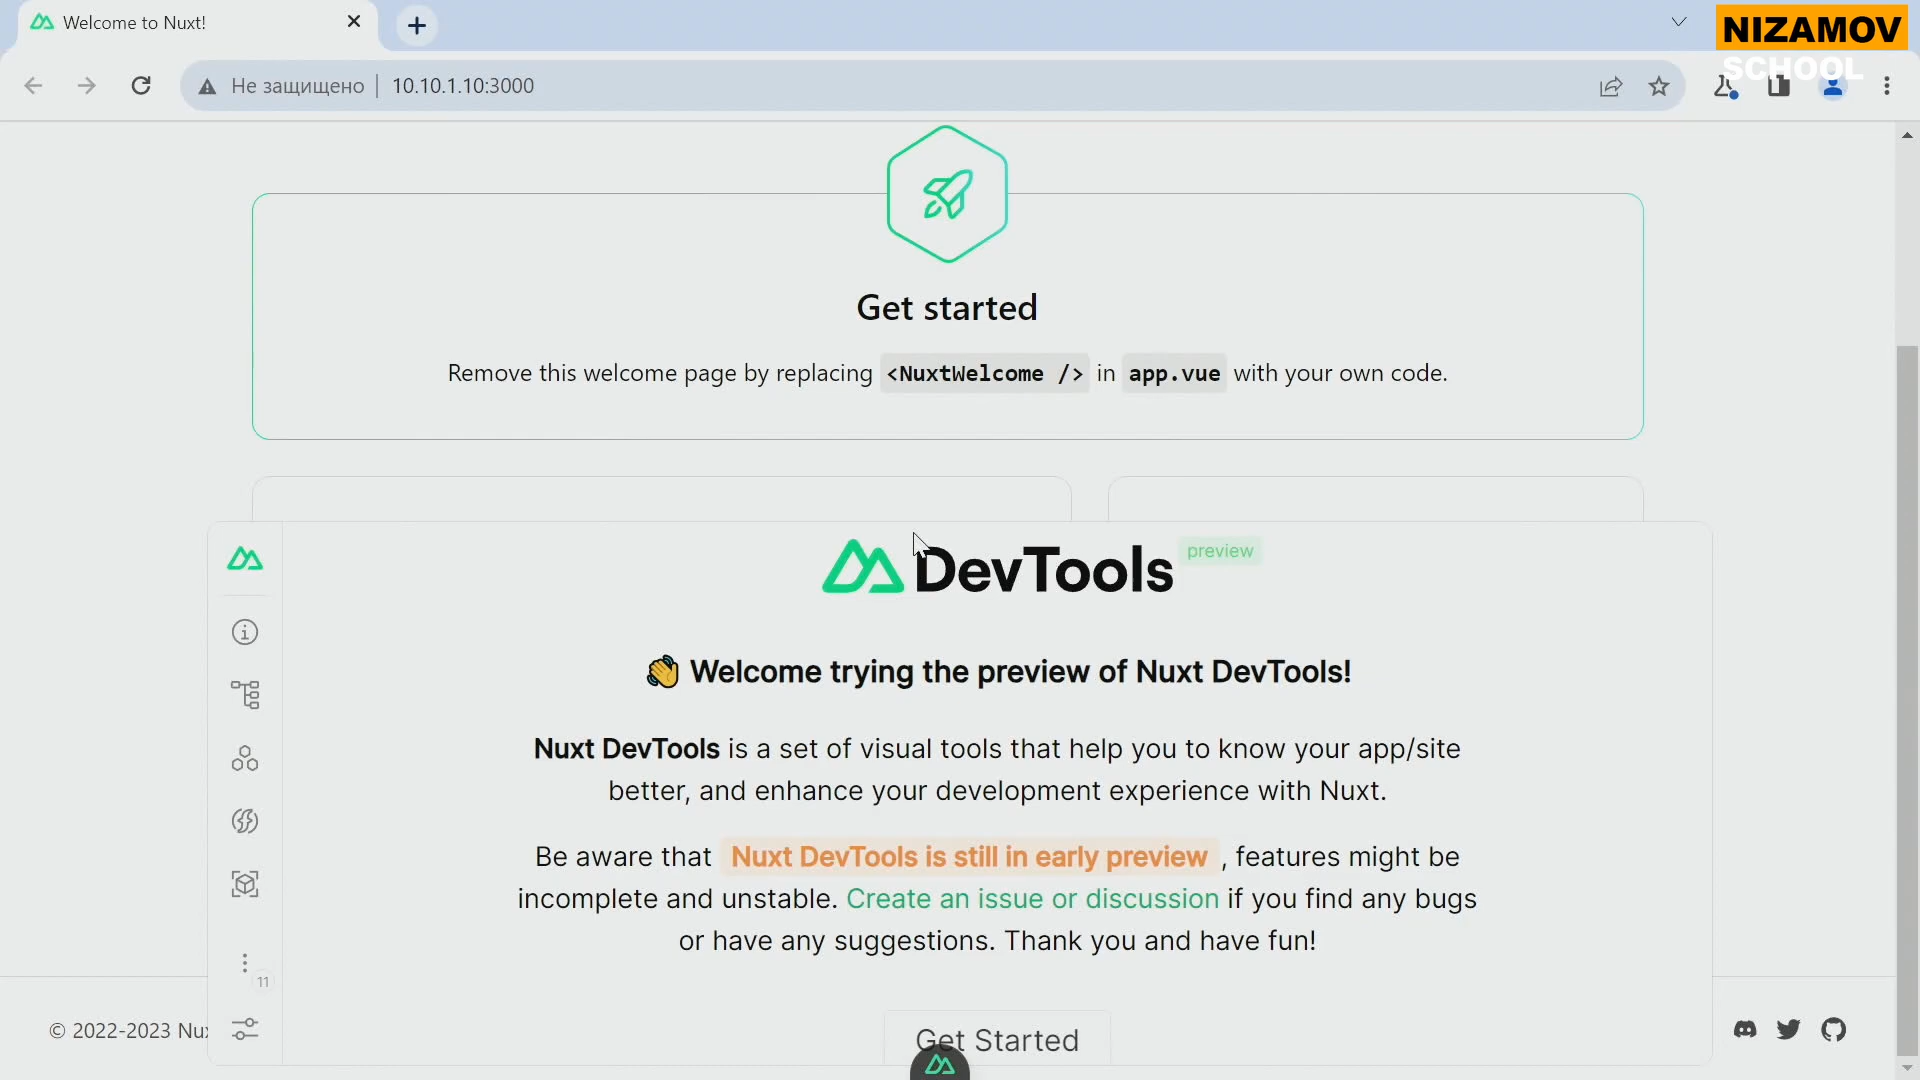 Welcome to Nuxt!
NIZAMOV
SCHOOL
Не защищено | 10.10.1.10:3000
Get started
Remove this welcome page by replacing <NuxtWelcome /> in app.vue with your own code.
DevTools preview
👋 Welcome trying the preview of Nuxt DevTools!
Nuxt DevTools is a set of visual tools that help you to know your app/site
better, and enhance your development experience with Nuxt.
Be aware that Nuxt DevTools is still in early preview , features might be
incomplete and unstable. Create an issue or discussion if you find any bugs
or have any suggestions. Thank you and have fun!
11
© 2022-2023
Get Started